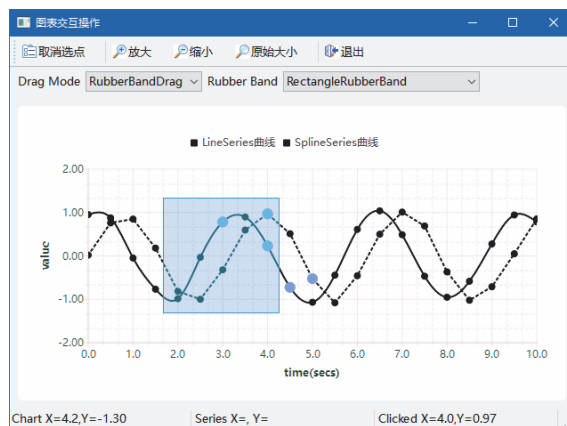 图表交互操作
取消选点 放大 缩小 原始大小 退出
Drag Mode RubberBandDrag Rubber Band RectangleRubberBand
LineSeries曲线 SplineSeries曲线
2.00
1.00
0.00
-1.00
-2.00
value
0.0 1.0 2.0 3.0 4.0 5.0 6.0 7.0 8.0 9.0 10.0
time(secs)
Chart X=4.2,Y=-1.30 Series X=, Y= Clicked X=4.0,Y=0.97